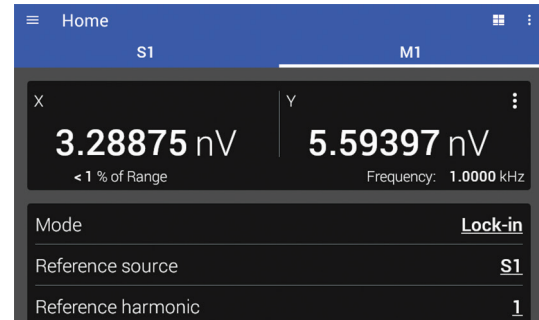 Home
S1 M1
X Y
3.28875 nV 5.59397 nV
< 1 % of Range Frequency: 1.0000 kHz
Mode Lock-in
Reference source S1
Reference harmonic 1